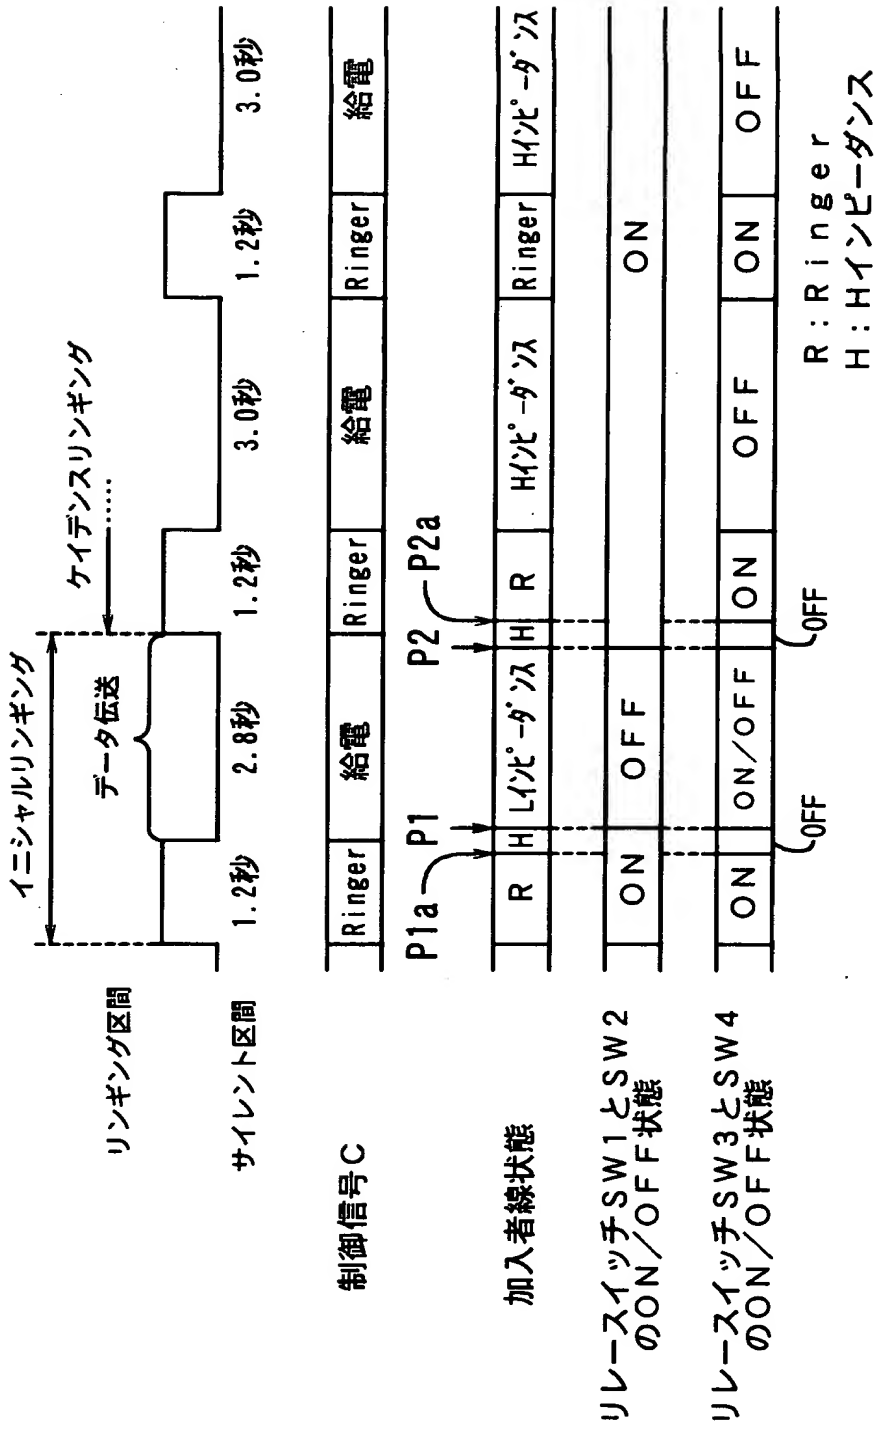 イニシャルリンギング
ケイデンスリンギング
データ伝送
リンギング区間
サイレント区間
1.2秒 2.8秒 1.2秒 3.0秒 1.2秒 3.0秒
制御信号C
Ringer 給電 Ringer 給電 Ringer 給電
P1a P1 P2 P2a
加入者線状態
R H Lインピーダンス H R Hインピーダンス Ringer Hインピーダンス
リレースイッチSW1とSW2
のON/OFF状態
ON OFF ON
リレースイッチSW3とSW4
のON/OFF状態
ON ON/OFF ON OFF ON OFF
OFF OFF
R:Ringer
H:Hインピーダンス